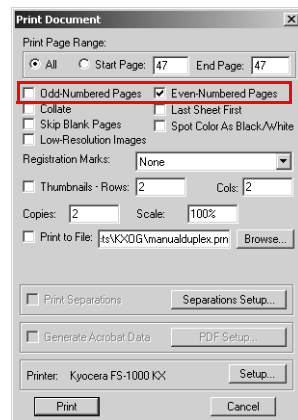 Print Document
Print Page Range:
All Start Page: 47 End Page: 47
Odd-Numbered Pages Even-Numbered Pages
Collate Last Sheet First
Skip Blank Pages Spot Color As Black/White
Low-Resolution Images
Registration Marks: None
Thumbnails - Rows: 2 Cols: 2
Copies: 2 Scale: 100%
Print to File: ts\KXOG\manualduplex.prn Browse...
Print Separations Separations Setup...
Generate Acrobat Data PDF Setup...
Printer: Kyocera FS-1000 KX Setup...
Print Cancel